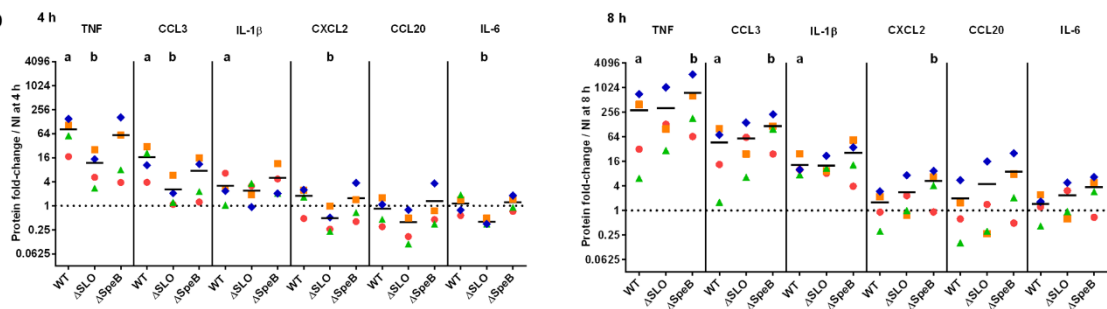 )
4 h
TNF CCL3 IL-1β CXCL2 CCL20 IL-6
a b a b a b b
4096
1024
256
64
16
4
1
0.25
0.0625
Protein fold-change / NI at 4 h
WT ΔSLO ΔSpeB WT ΔSLO ΔSpeB WT ΔSLO ΔSpeB WT ΔSLO ΔSpeB WT ΔSLO ΔSpeB WT ΔSLO ΔSpeB
8 h
TNF CCL3 IL-1β CXCL2 CCL20 IL-6
a b a b a b
4096
1024
256
64
16
4
1
0.25
0.0625
Protein fold-change / NI at 8 h
WT ΔSLO ΔSpeB WT ΔSLO ΔSpeB WT ΔSLO ΔSpeB WT ΔSLO ΔSpeB WT ΔSLO ΔSpeB WT ΔSLO ΔSpeB